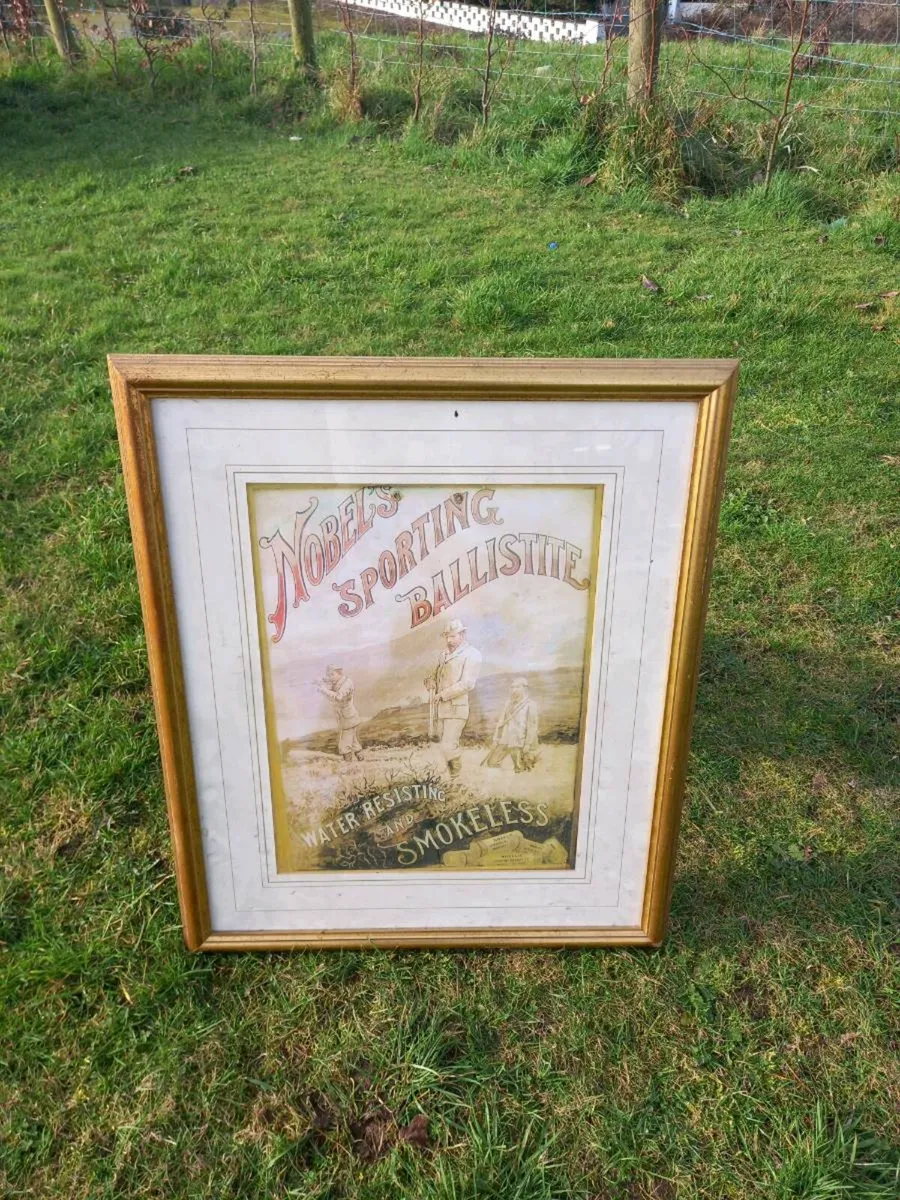 NOBEL'S
SPORTING
BALLISTITE
WATER-RESISTING
AND
SMOKELESS